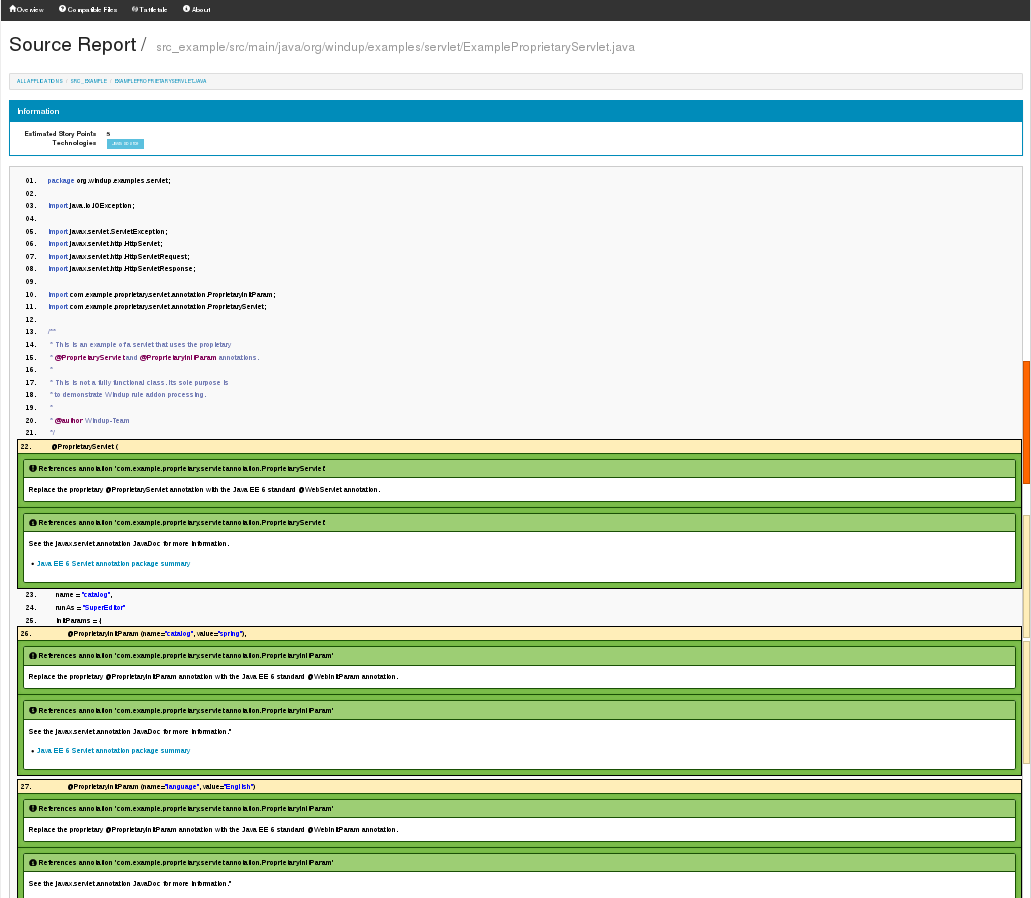 Overview Compatible Files Tattletale About
Source Report / src_example/src/main/java/org/windup/examples/servlet/ExampleProprietaryServlet.java
ALL APPLICATIONS / SRC_EXAMPLE / EXAMPLEPROPRIETARYSERVLET.JAVA
Information
Estimated Story Points 5
Technologies Java Source
01. package org.windup.examples.servlet;
02.
03. import java.io.IOException;
04.
05. import javax.servlet.ServletException;
06. import javax.servlet.http.HttpServlet;
07. import javax.servlet.http.HttpServletRequest;
08. import javax.servlet.http.HttpServletResponse;
09.
10. import com.example.proprietary.servlet.annotation.ProprietaryInitParam;
11. import com.example.proprietary.servlet.annotation.ProprietaryServlet;
12.
13. /**
14. * This is an example of a servlet that uses the propietary
15. * @ProprietaryServlet and @ProprietaryInitParam annotations.
16. *
17. * This is not a fully functional class. Its sole purpose is
18. * to demonstrate Windup rule addon processing.
19. *
20. * @author Windup-Team
21. */
22. @ProprietaryServlet (
References annotation 'com.example.proprietary.servlet.annotation.ProprietaryServlet'
Replace the proprietary @ProprietaryServlet annotation with the Java EE 6 standard @WebServlet annotation.
References annotation 'com.example.proprietary.servlet.annotation.ProprietaryServlet'
See the javax.servlet.annotation JavaDoc for more information.
• Java EE 6 Servlet annotation package summary
23. name = "catalog",
24. runAs = "SuperEditor"
25. initParams = {
26. @ProprietaryInitParam (name="catalog", value="spring"),
References annotation 'com.example.proprietary.servlet.annotation.ProprietaryInitParam'
Replace the proprietary @ProprietaryInitParam annotation with the Java EE 6 standard @WebInitParam annotation.
References annotation 'com.example.proprietary.servlet.annotation.ProprietaryInitParam'
See the javax.servlet.annotation JavaDoc for more information."
• Java EE 6 Servlet annotation package summary
27. @ProprietaryInitParam (name="language", value="English")
References annotation 'com.example.proprietary.servlet.annotation.ProprietaryInitParam'
Replace the proprietary @ProprietaryInitParam annotation with the Java EE 6 standard @WebInitParam annotation.
References annotation 'com.example.proprietary.servlet.annotation.ProprietaryInitParam'
See the javax.servlet.annotation JavaDoc for more information."